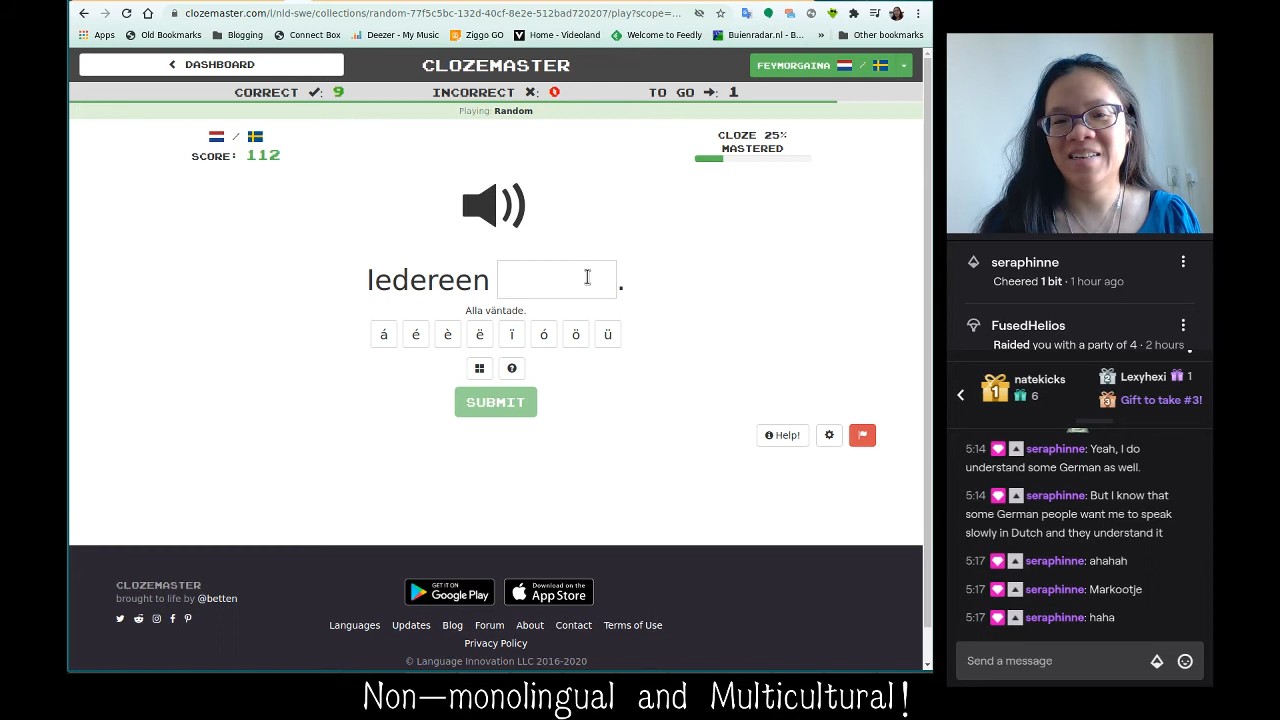 clozemaster.com/l/nld-swe/collections/random-77f5c5bc-132d-40cf-8e2e-512bad720207/play?scope=...
Apps Old Bookmarks Blogging Connect Box Deezer - My Music Ziggo GO Home - Videoland Welcome to Feedly Buienradar.nl - B... » Other bookmarks
DASHBOARD
CLOZEMASTER
FEYMORGAINA
CORRECT ✓: 9 INCORRECT ✖: 0 TO GO ➔: 1
Playing: Random
/
SCORE: 112
CLOZE 25%
MASTERED
Iedereen .
Alla väntade.
á é è ë ï ó ö ü
SUBMIT
Help!
CLOZEMASTER
brought to life by @betten
GET IT ON
Google Play
Download on the
App Store
Languages Updates Blog Forum About Contact Terms of Use
Privacy Policy
© Language Innovation LLC 2016-2020
seraphinne
Cheered 1 bit · 1 hour ago
FusedHelios
Raided you with a party of 4 · 2 hours
1 natekicks
6
2 Lexyhexi 1
Gift to take #3!
5:14 seraphinne: Yeah, I do
understand some German as well.
5:14 seraphinne: But I know that
some German people want me to speak
slowly in Dutch and they understand it
5:17 seraphinne: ahahah
5:17 seraphinne: Markootje
5:17 seraphinne: haha
Send a message
Non-monolingual and Multicultural!